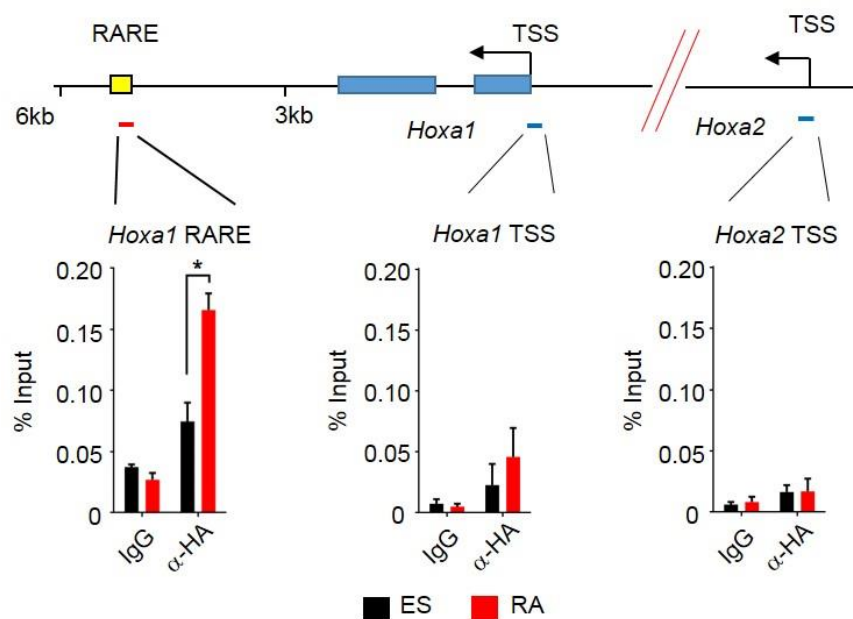 RARE TSS TSS
6kb 3kb Hoxa1 Hoxa2
Hoxa1 RARE
0.20
0.15
0.10
0.05
0
% Input
*
IgG
α-HA
Hoxa1 TSS
0.20
0.15
0.10
0.05
0
% Input
IgG
α-HA
Hoxa2 TSS
0.20
0.15
0.10
0.05
0
% Input
IgG
α-HA
ES RA